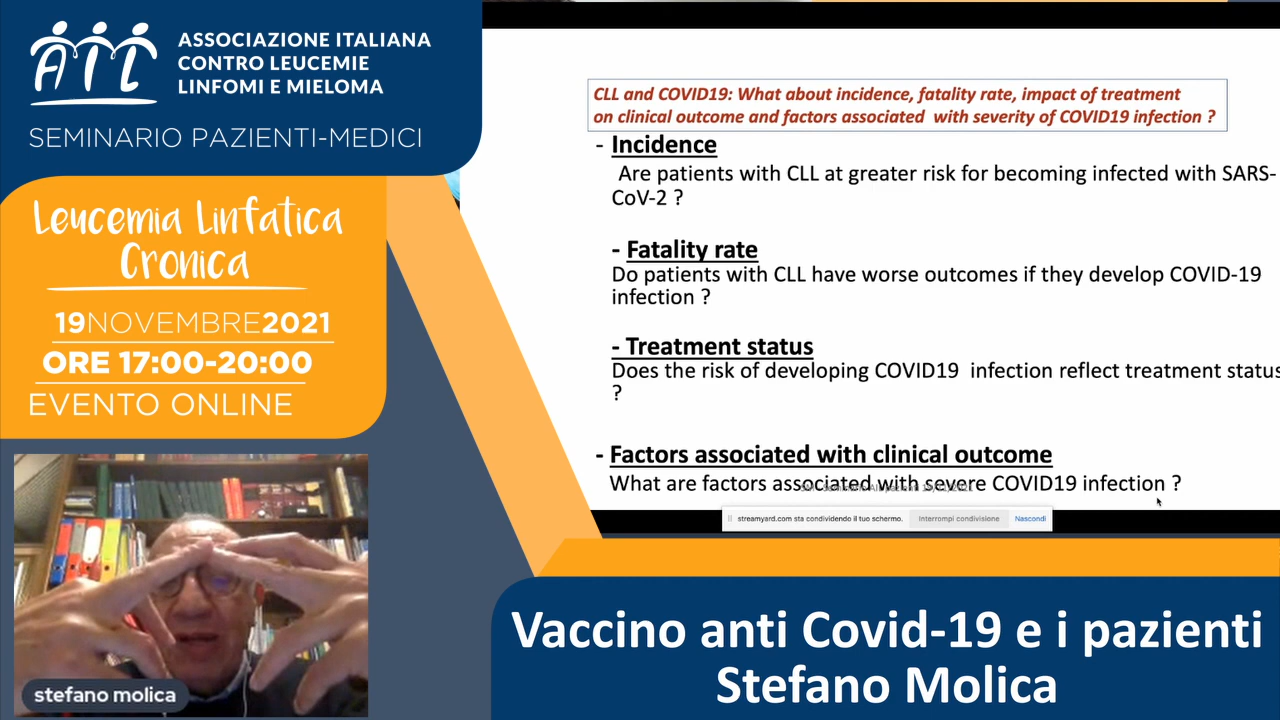 AIL
ASSOCIAZIONE ITALIANA
CONTRO LEUCEMIE
LINFOMI E MIELOMA
SEMINARIO PAZIENTI-MEDICI
Leucemia Linfatica
Cronica
19NOVEMBRE2021
ORE 17:00-20:00
EVENTO ONLINE
stefano molica
CLL and COVID19: What about incidence, fatality rate, impact of treatment
on clinical outcome and factors associated with severity of COVID19 infection ?
- Incidence
Are patients with CLL at greater risk for becoming infected with SARS-
CoV-2 ?
- Fatality rate
Do patients with CLL have worse outcomes if they develop COVID-19
infection ?
- Treatment status
Does the risk of developing COVID19 infection reflect treatment status
?
- Factors associated with clinical outcome
What are factors associated with severe COVID19 infection ?
streamyard.com sta condividendo il tuo schermo.
Interrompi condivisione
Nascondi
Vaccino anti Covid-19 e i pazienti
Stefano Molica